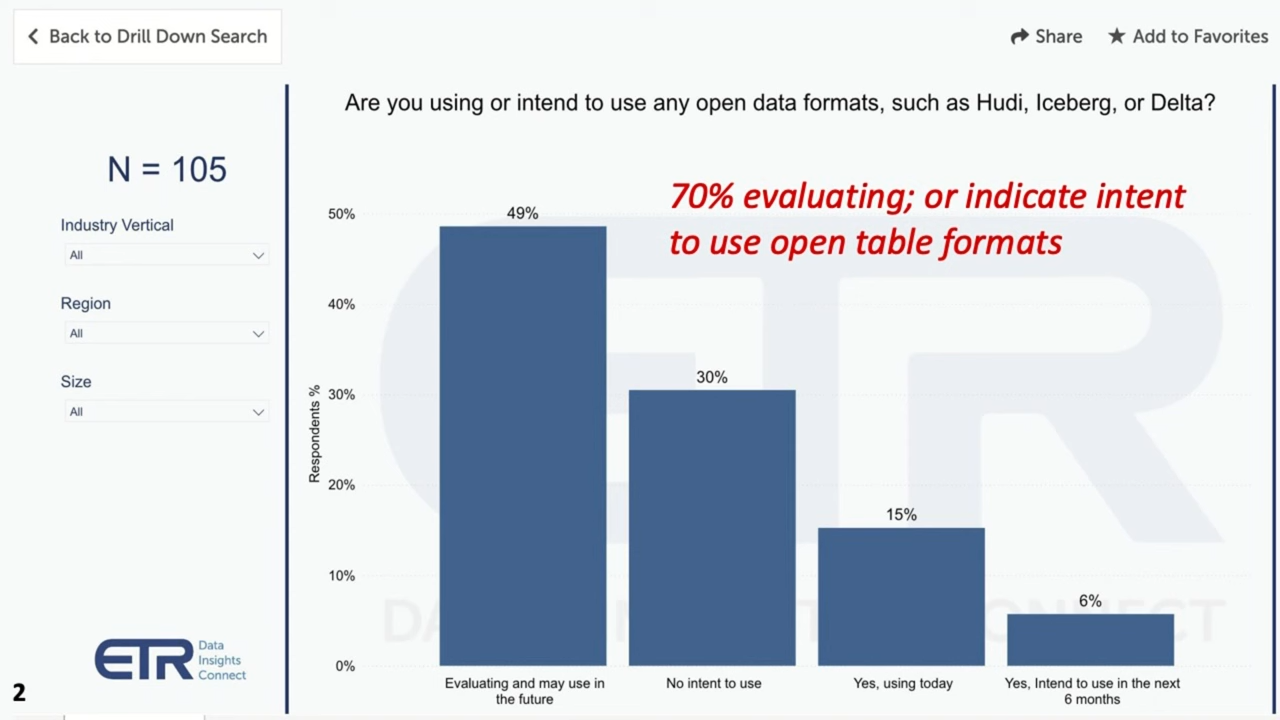 Back to Drill Down Search
Share
Add to Favorites
Are you using or intend to use any open data formats, such as Hudi, Iceberg, or Delta?
N = 105
Industry Vertical
All
Region
All
Size
All
70% evaluating; or indicate intent
to use open table formats
Respondents %
50%
40%
30%
20%
10%
0%
49%
30%
15%
6%
Evaluating and may use in
the future
No intent to use
Yes, using today
Yes, Intend to use in the next
6 months
ETR
Data
Insights
Connect
2